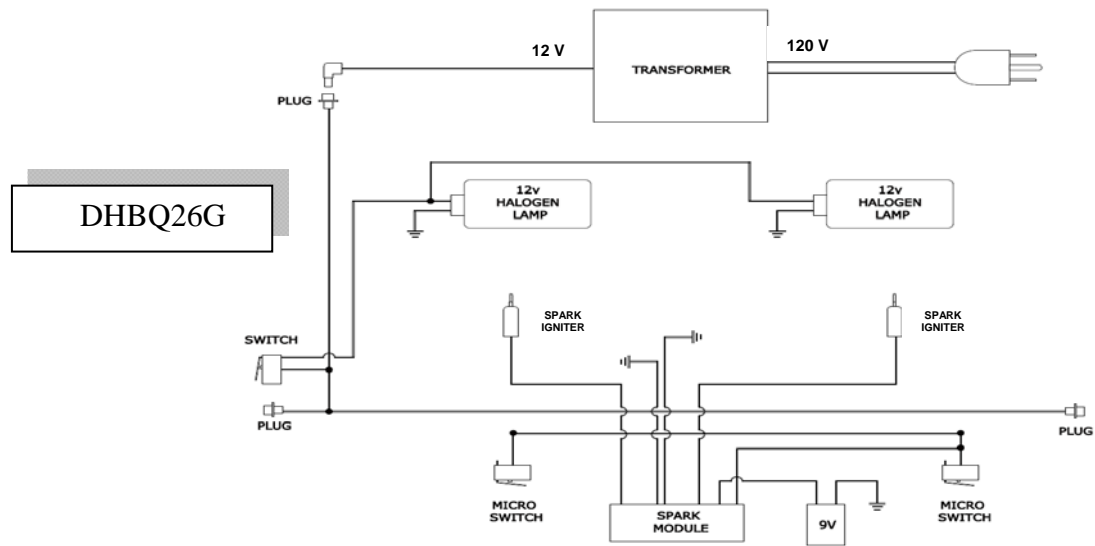 12 V
120 V
TRANSFORMER
PLUG
DHBQ26G
12v
HALOGEN
LAMP
12v
HALOGEN
LAMP
SPARK
IGNITER
SPARK
IGNITER
SWITCH
PLUG
PLUG
MICRO
SWITCH
SPARK
MODULE
9V
MICRO
SWITCH